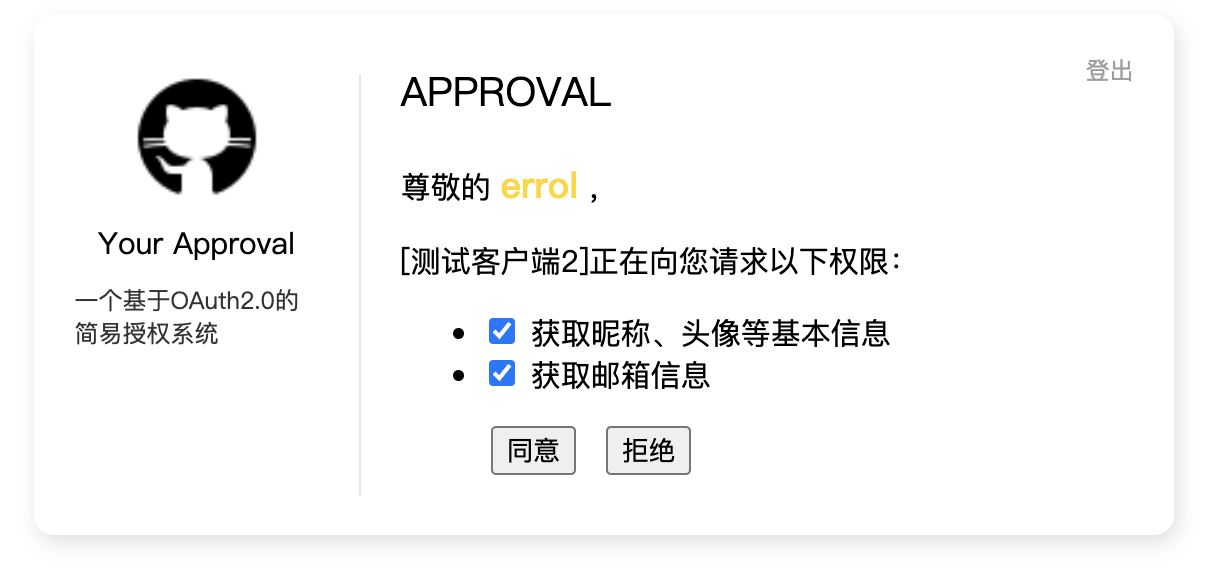 登出
APPROVAL
Your Approval
一个基于OAuth2.0的
简易授权系统
尊敬的 errol ，
[测试客户端2]正在向您请求以下权限：
获取昵称、头像等基本信息
获取邮箱信息
同意 拒绝